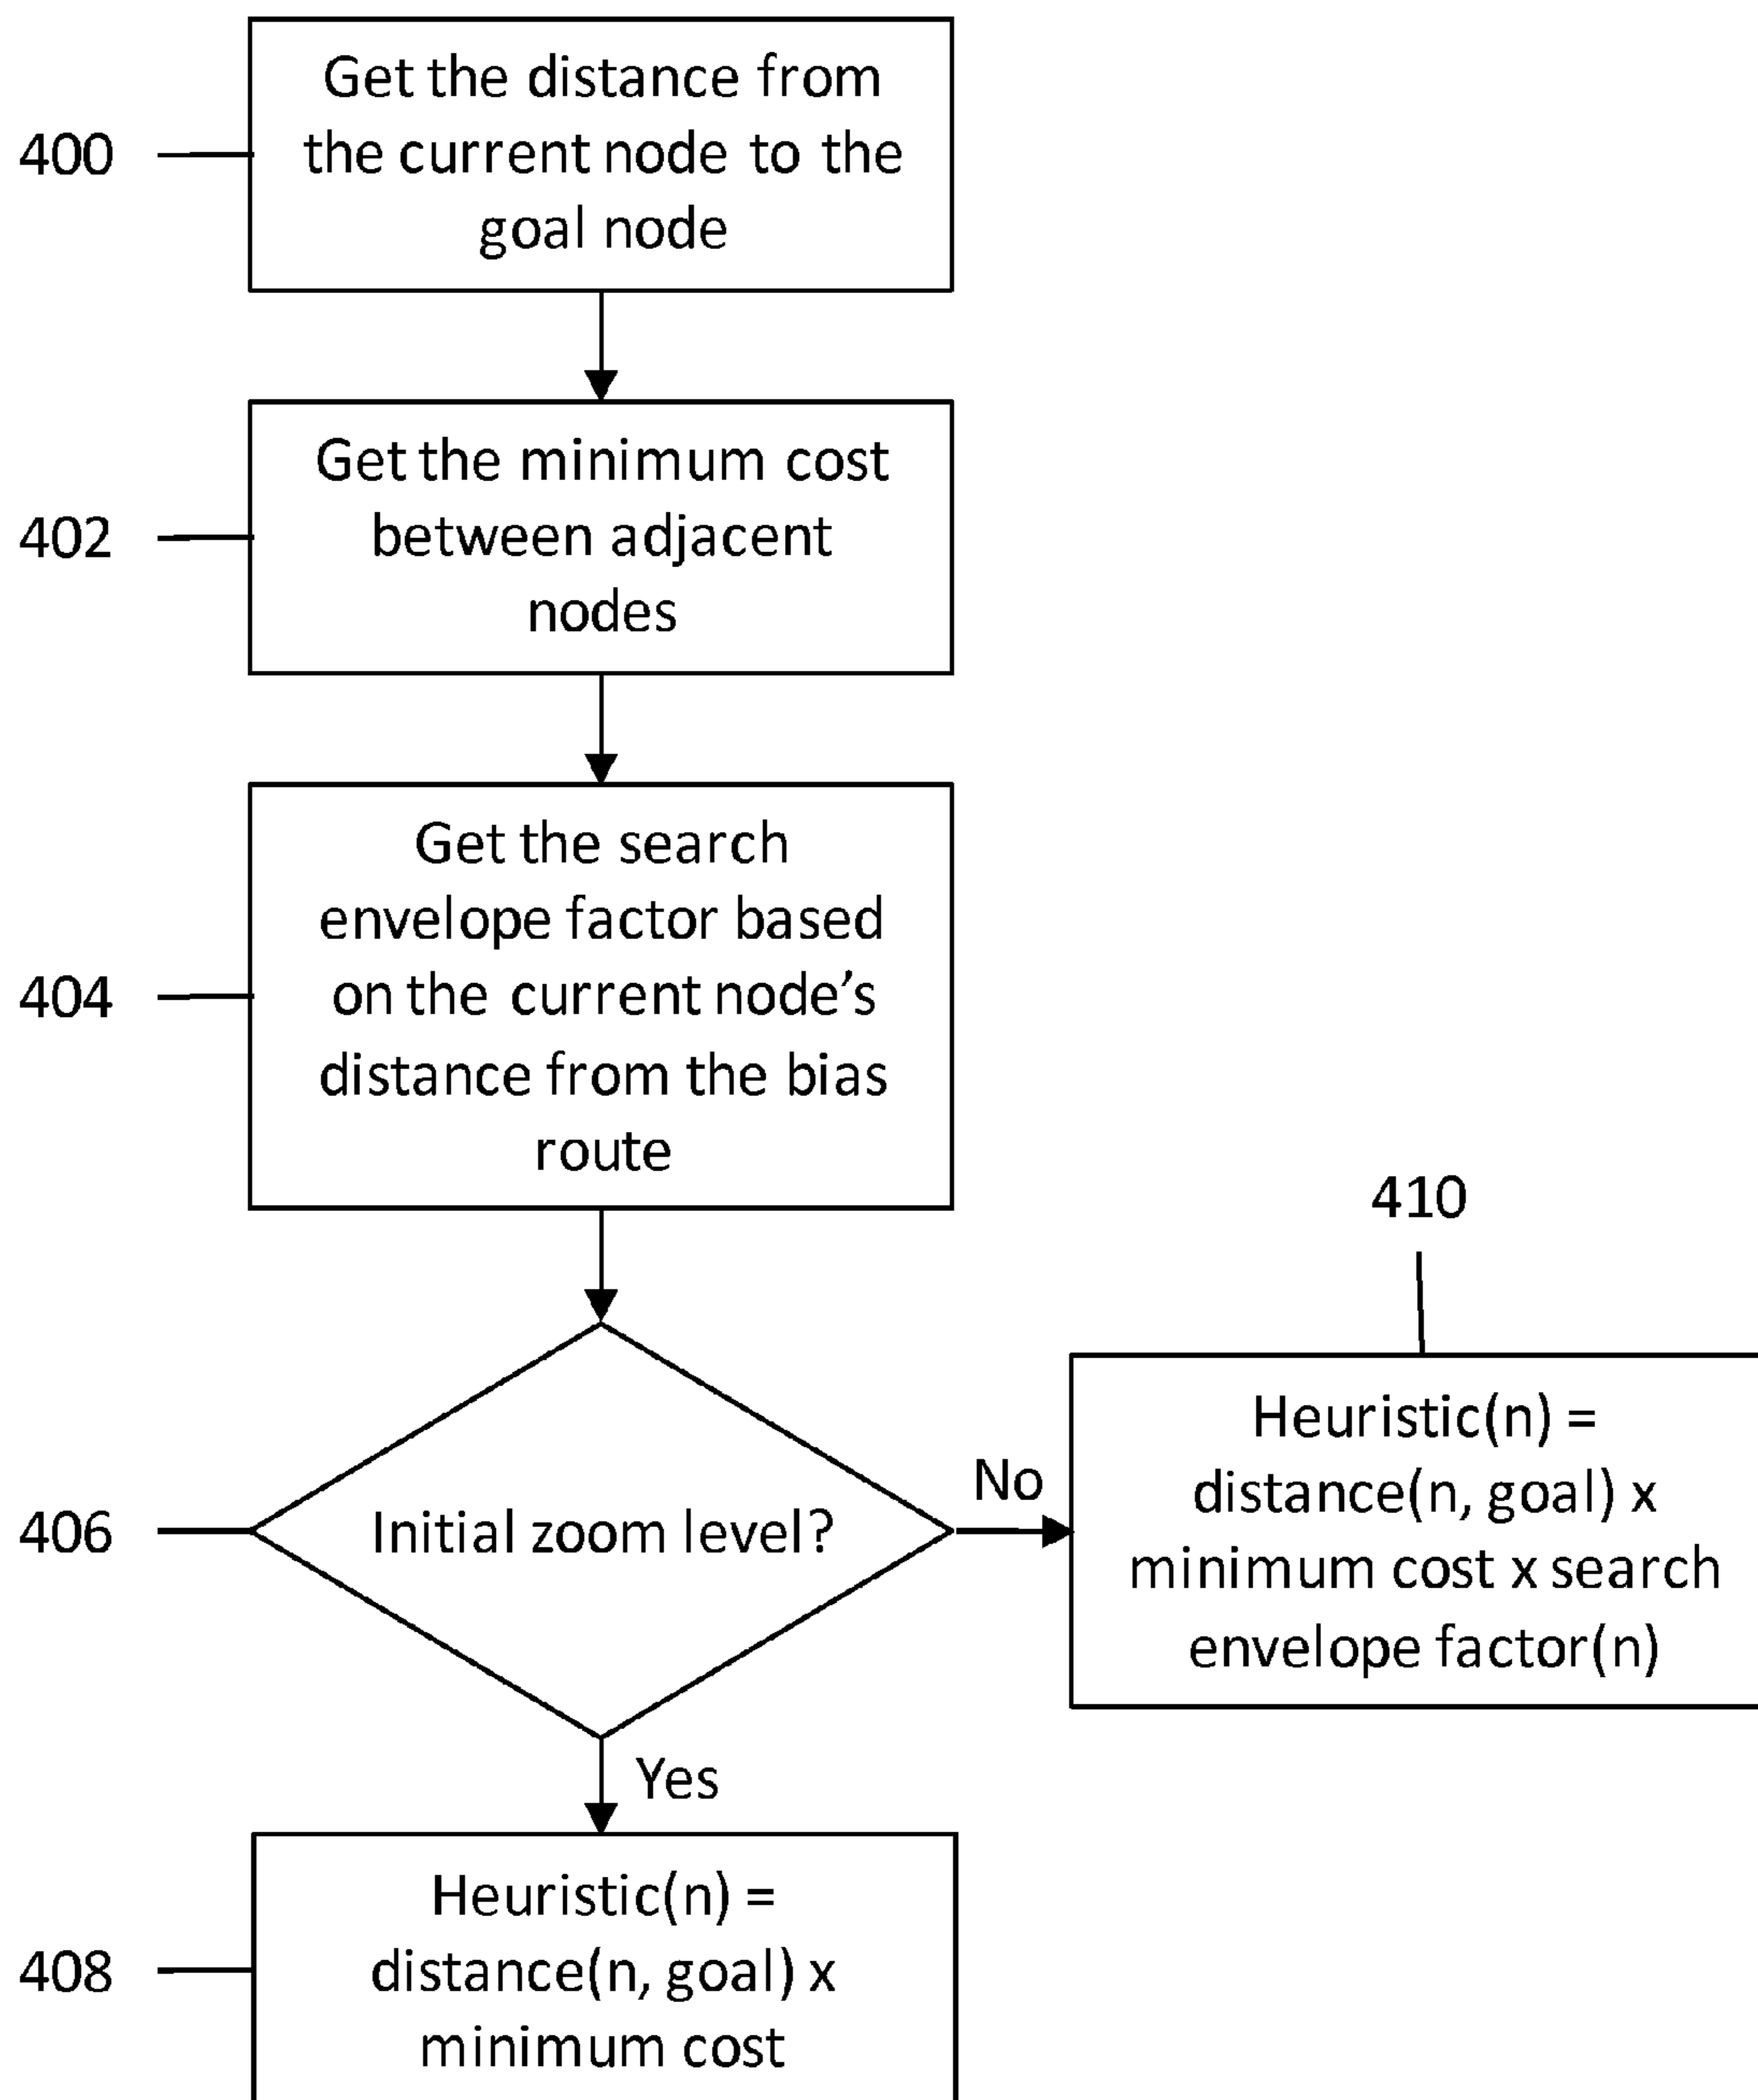 400
Get the distance from
the current node to the
goal node
402
Get the minimum cost
between adjacent
nodes
404
Get the search
envelope factor based
on the current node’s
distance from the bias
route
406
Initial zoom level?
No
410
Heuristic(n) =
distance(n, goal) x
minimum cost x search
envelope factor(n)
Yes
408
Heuristic(n) =
distance(n, goal) x
minimum cost